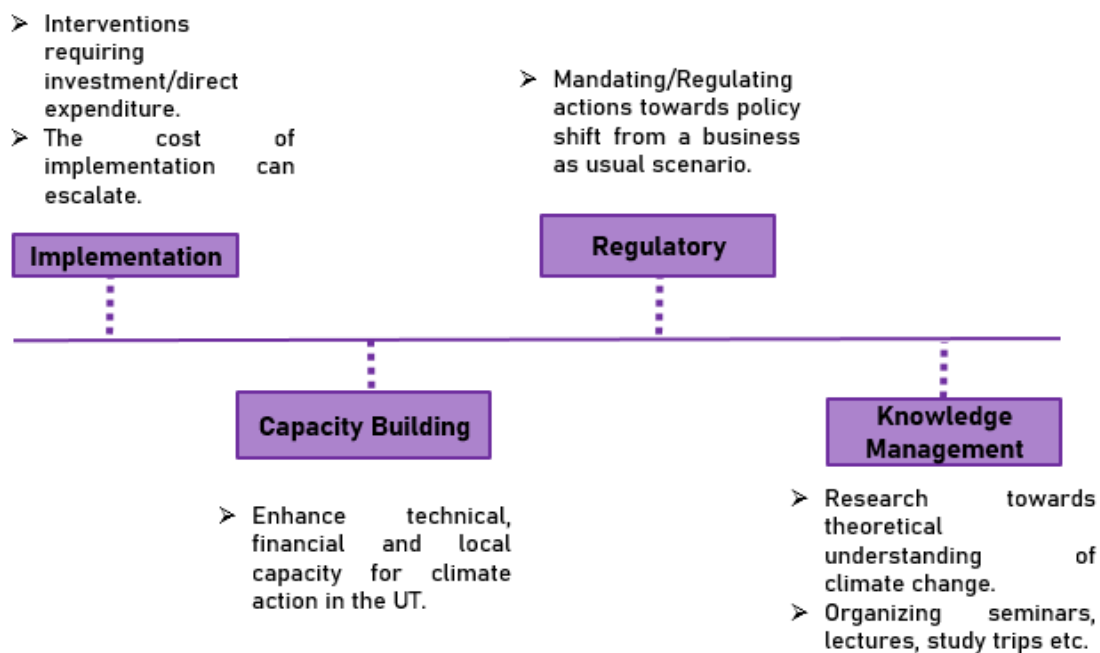 ➢ Interventions
requiring
investment/direct
expenditure.
➢ The cost of
implementation can
escalate.
Implementation
➢ Mandating/Regulating
actions towards policy
shift from a business
as usual scenario.
Regulatory
Capacity Building
➢ Enhance technical,
financial and local
capacity for climate
action in the UT.
Knowledge
Management
➢ Research towards
theoretical
understanding of
climate change.
➢ Organizing seminars,
lectures, study trips etc.